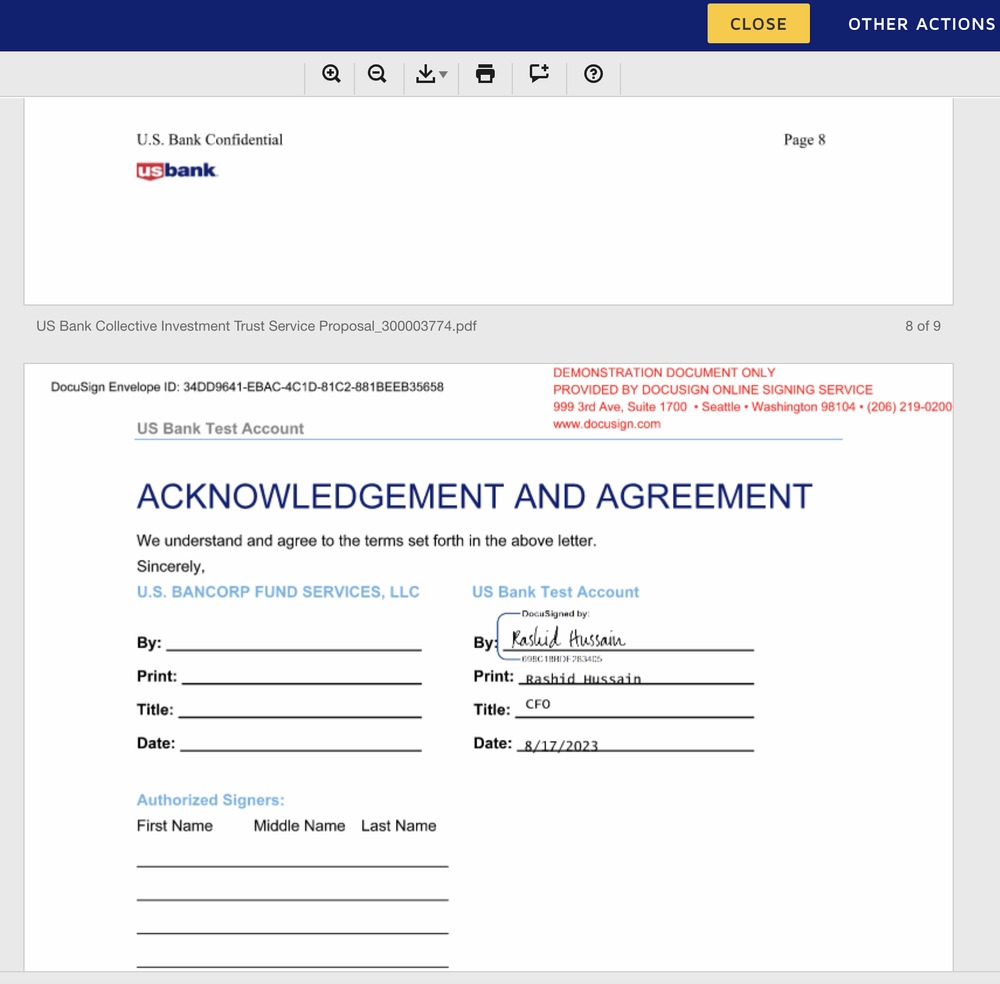 CLOSE
OTHER ACTIONS
U.S. Bank Confidential
Page 8
usbank
US Bank Collective Investment Trust Service Proposal_300003774.pdf
8 of 9
DocuSign Envelope ID: 34DD9641-EBAC-4C1D-81C2-881BEEB35658
DEMONSTRATION DOCUMENT ONLY
PROVIDED BY DOCUSIGN ONLINE SIGNING SERVICE
999 3rd Ave, Suite 1700 • Seattle • Washington 98104 • (206) 219-0200
www.docusign.com
US Bank Test Account
ACKNOWLEDGEMENT AND AGREEMENT
We understand and agree to the terms set forth in the above letter.
Sincerely,
U.S. BANCORP FUND SERVICES, LLC
US Bank Test Account
By:
Print:
Title:
Date:
DocuSigned by:
By: Rashid Hussain
Print: Rashid Hussain
Title: CFO
Date: 8/17/2023
Authorized Signers:
First Name Middle Name Last Name